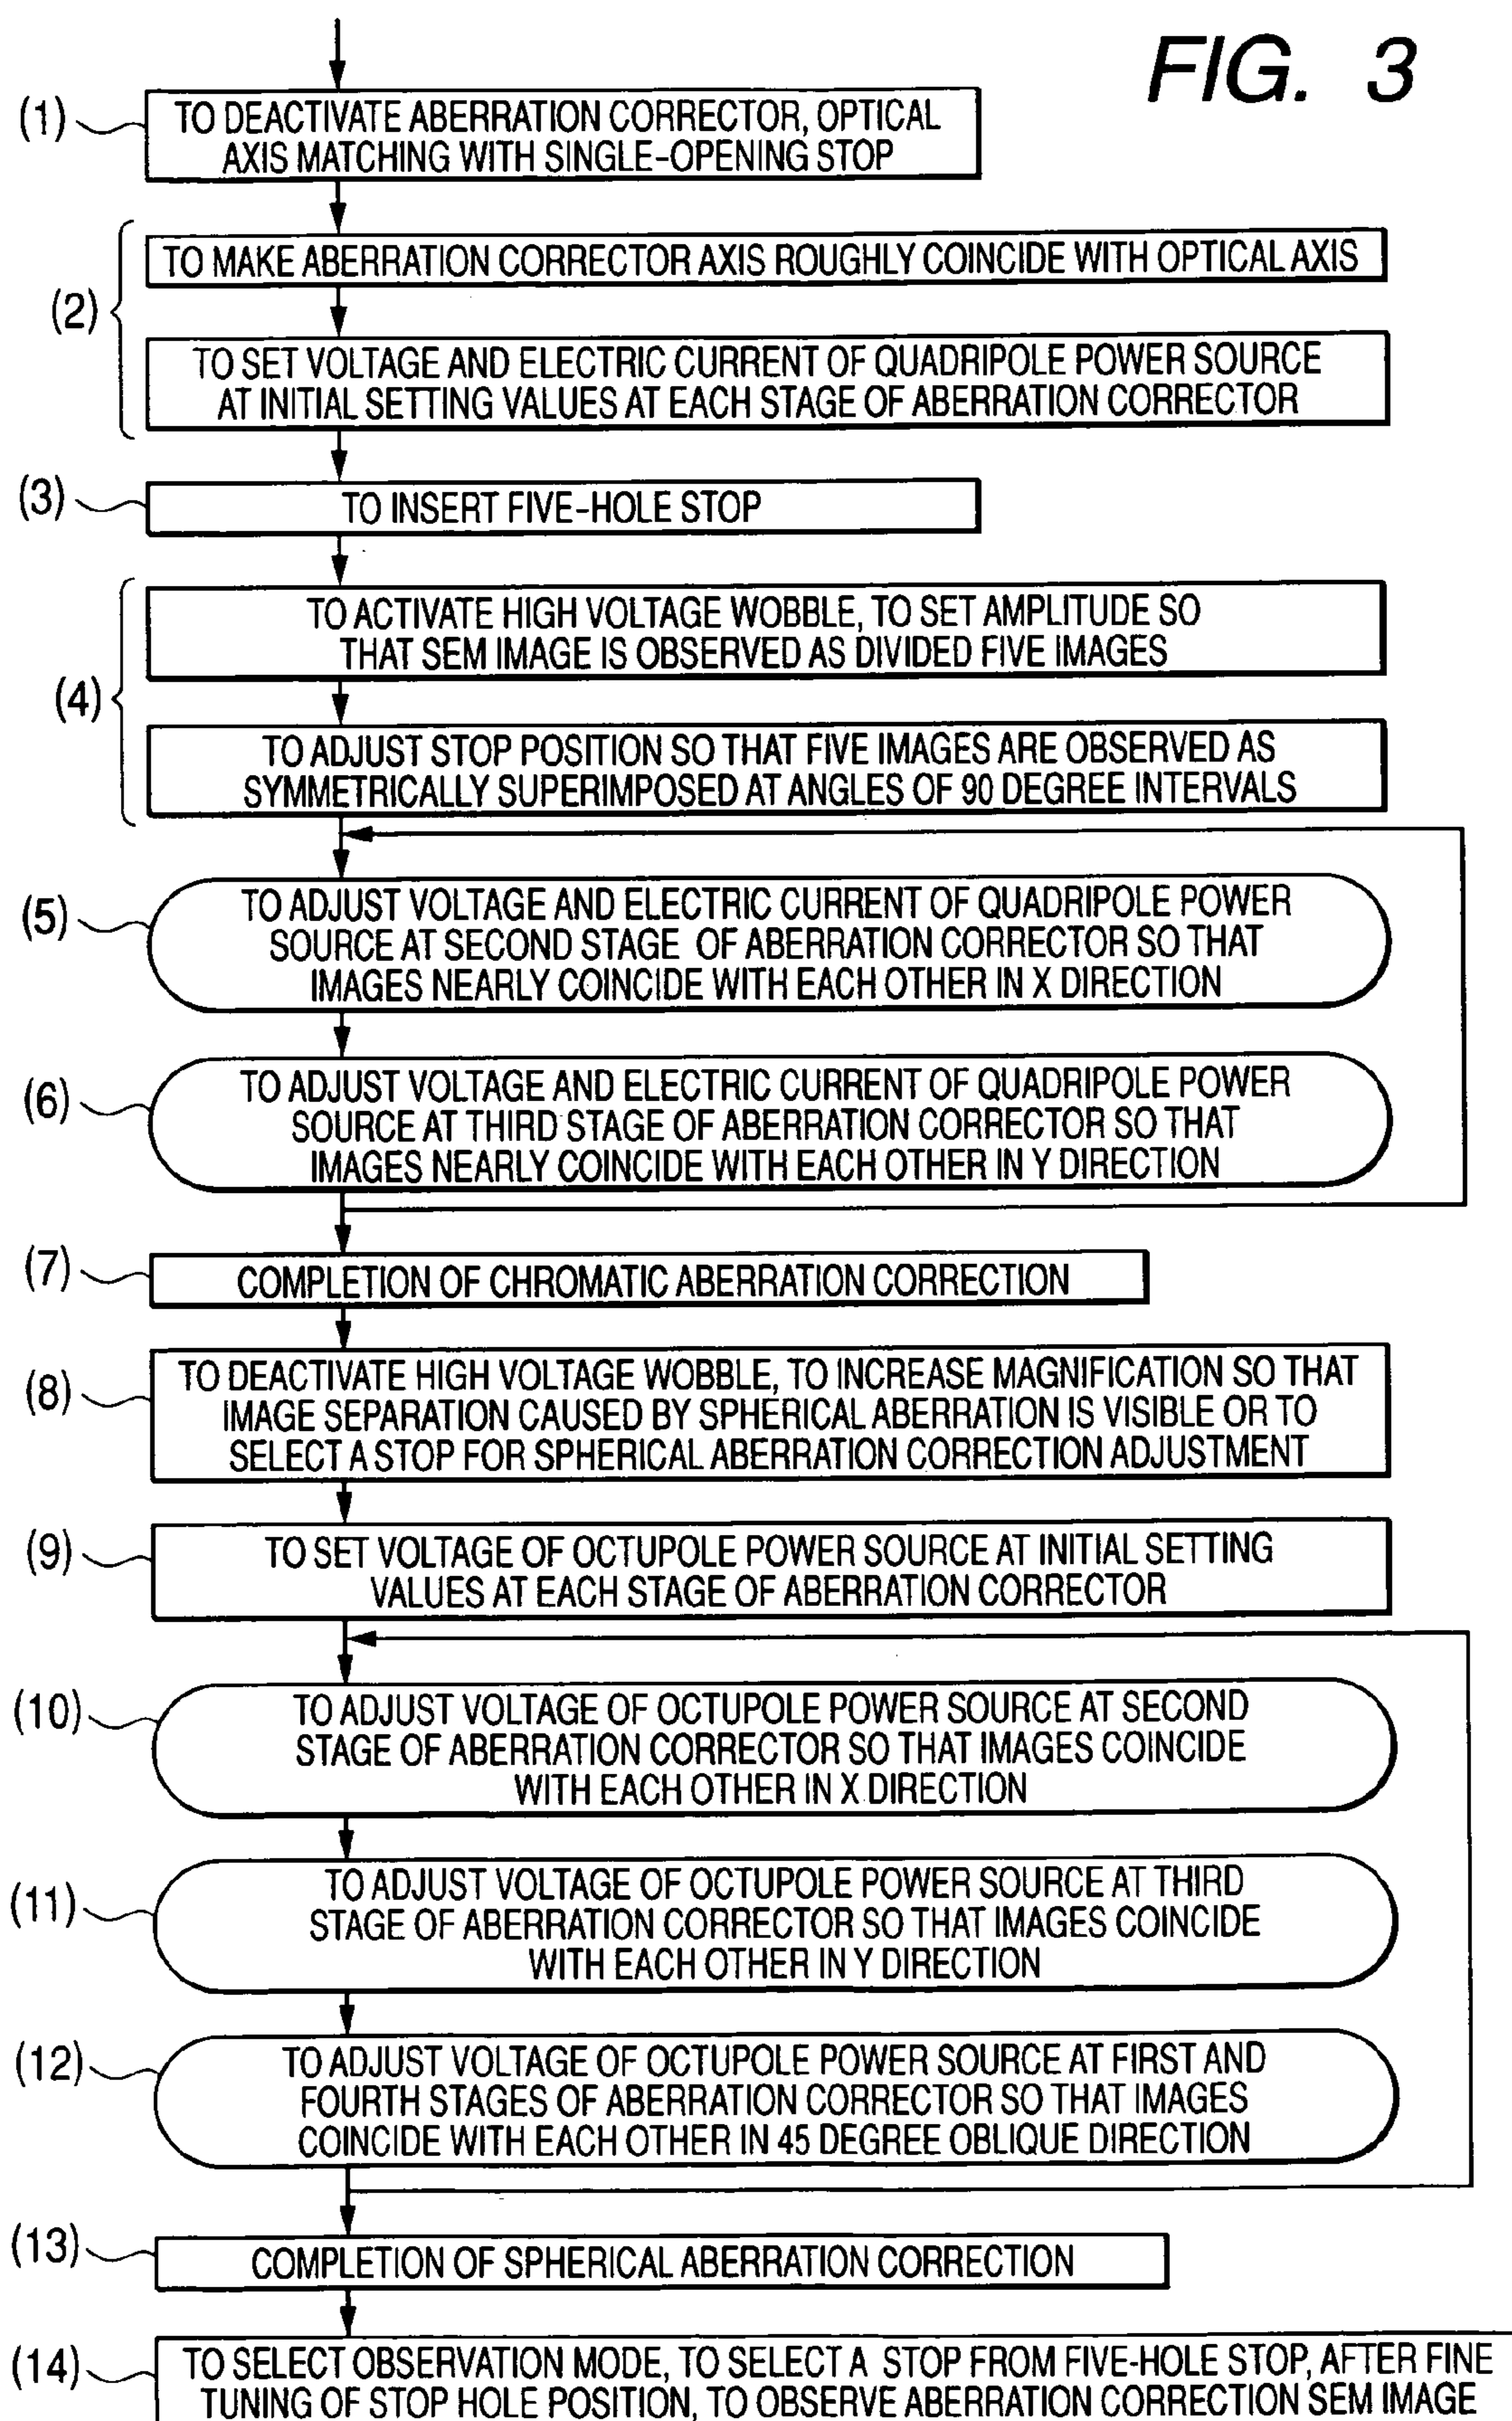 FIG. 3
(1)
TO DEACTIVATE ABERRATION CORRECTOR, OPTICAL
AXIS MATCHING WITH SINGLE-OPENING STOP
(2)
TO MAKE ABERRATION CORRECTOR AXIS ROUGHLY COINCIDE WITH OPTICAL AXIS
TO SET VOLTAGE AND ELECTRIC CURRENT OF QUADRIPOLE POWER SOURCE
AT INITIAL SETTING VALUES AT EACH STAGE OF ABERRATION CORRECTOR
(3)
TO INSERT FIVE-HOLE STOP
(4)
TO ACTIVATE HIGH VOLTAGE WOBBLE, TO SET AMPLITUDE SO
THAT SEM IMAGE IS OBSERVED AS DIVIDED FIVE IMAGES
TO ADJUST STOP POSITION SO THAT FIVE IMAGES ARE OBSERVED AS
SYMMETRICALLY SUPERIMPOSED AT ANGLES OF 90 DEGREE INTERVALS
(5)
TO ADJUST VOLTAGE AND ELECTRIC CURRENT OF QUADRIPOLE POWER
SOURCE AT SECOND STAGE OF ABERRATION CORRECTOR SO THAT
IMAGES NEARLY COINCIDE WITH EACH OTHER IN X DIRECTION
(6)
TO ADJUST VOLTAGE AND ELECTRIC CURRENT OF QUADRIPOLE POWER
SOURCE AT THIRD STAGE OF ABERRATION CORRECTOR SO THAT
IMAGES NEARLY COINCIDE WITH EACH OTHER IN Y DIRECTION
(7)
COMPLETION OF CHROMATIC ABERRATION CORRECTION
(8)
TO DEACTIVATE HIGH VOLTAGE WOBBLE, TO INCREASE MAGNIFICATION SO THAT
IMAGE SEPARATION CAUSED BY SPHERICAL ABERRATION IS VISIBLE OR TO
SELECT A STOP FOR SPHERICAL ABERRATION CORRECTION ADJUSTMENT
(9)
TO SET VOLTAGE OF OCTUPOLE POWER SOURCE AT INITIAL SETTING
VALUES AT EACH STAGE OF ABERRATION CORRECTOR
(10)
TO ADJUST VOLTAGE OF OCTUPOLE POWER SOURCE AT SECOND
STAGE OF ABERRATION CORRECTOR SO THAT IMAGES COINCIDE
WITH EACH OTHER IN X DIRECTION
(11)
TO ADJUST VOLTAGE OF OCTUPOLE POWER SOURCE AT THIRD
STAGE OF ABERRATION CORRECTOR SO THAT IMAGES COINCIDE
WITH EACH OTHER IN Y DIRECTION
(12)
TO ADJUST VOLTAGE OF OCTUPOLE POWER SOURCE AT FIRST AND
FOURTH STAGES OF ABERRATION CORRECTOR SO THAT IMAGES
COINCIDE WITH EACH OTHER IN 45 DEGREE OBLIQUE DIRECTION
(13)
COMPLETION OF SPHERICAL ABERRATION CORRECTION
(14)
TO SELECT OBSERVATION MODE, TO SELECT A STOP FROM FIVE-HOLE STOP, AFTER FINE
TUNING OF STOP HOLE POSITION, TO OBSERVE ABERRATION CORRECTION SEM IMAGE